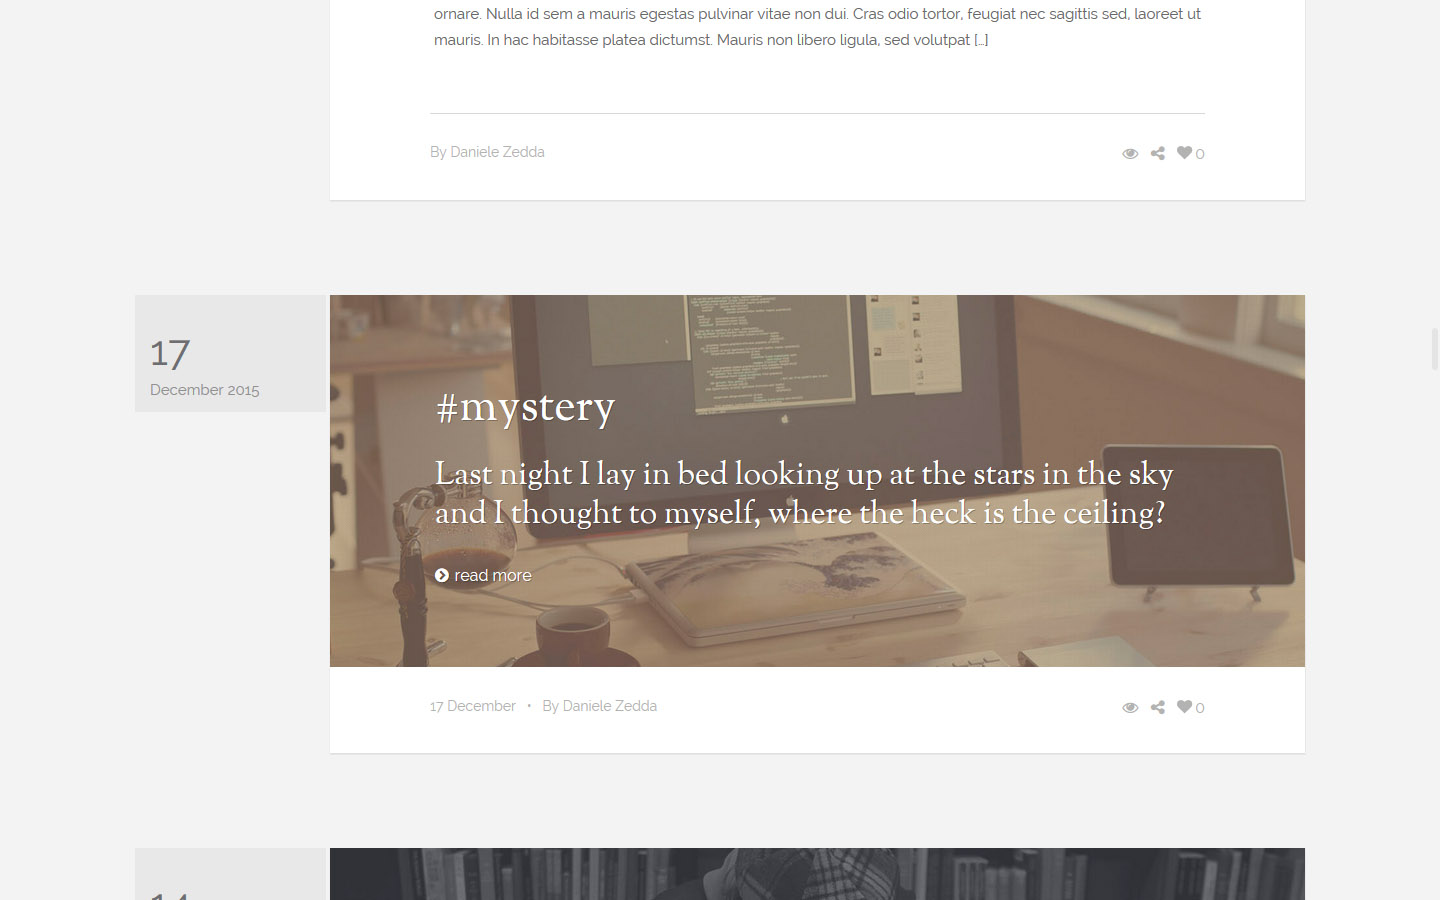 ornare. Nulla id sem a mauris egestas pulvinar vitae non dui. Cras odio tortor, feugiat nec sagittis sed, laoreet ut
mauris. In hac habitasse platea dictumst. Mauris non libero ligula, sed volutpat [...]
By Daniele Zedda
0
17
December 2015
#mystery
Last night I lay in bed looking up at the stars in the sky
and I thought to myself, where the heck is the ceiling?
read more
17 December • By Daniele Zedda
0